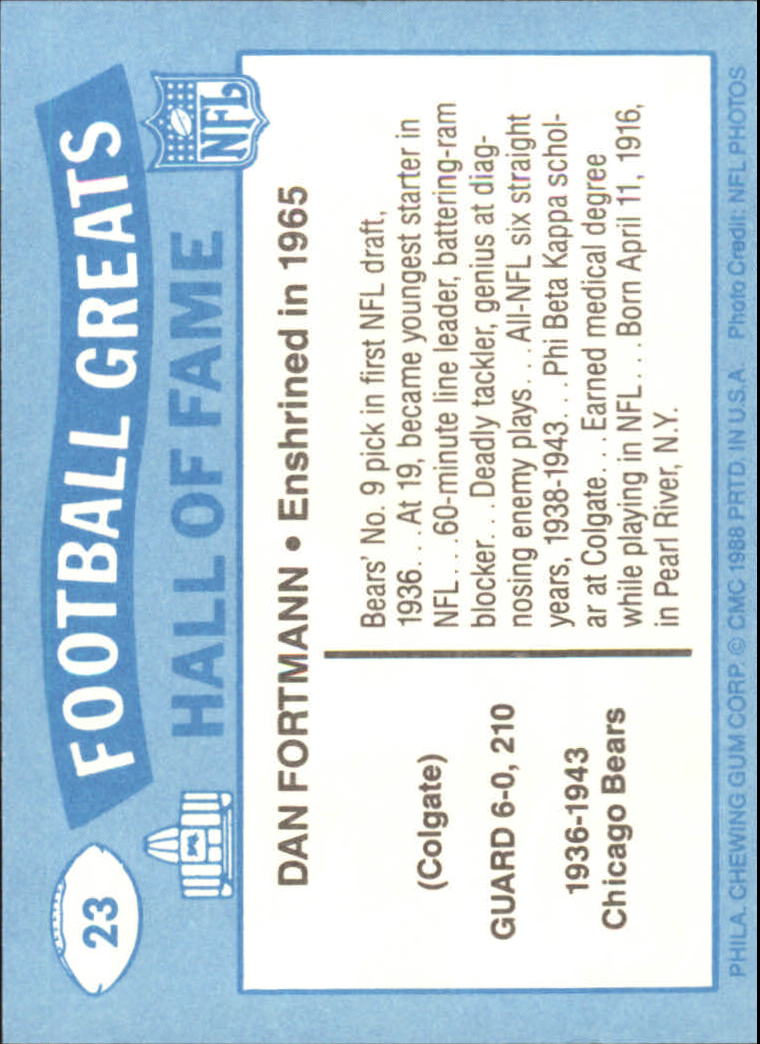 23
FOOTBALL GREATS
NFL
HALL OF FAME
DAN FORTMANN • Enshrined in 1965
(Colgate)
GUARD 6-0, 210
1936-1943
Chicago Bears
Bears' No. 9 pick in first NFL draft,
1936...At 19, became youngest starter in
NFL....60-minute line leader, battering-ram
blocker...Deadly tackler, genius at diag-
nosing enemy plays....All-NFL six straight
years, 1938-1943....Phi Beta Kappa schol-
ar at Colgate...Earned medical degree
while playing in NFL....Born April 11, 1916,
in Pearl River, N.Y.
PHILA. CHEWING GUM CORP. © CMC 1988 PRTD. IN U.S.A. Photo Credit: NFL PHOTOS